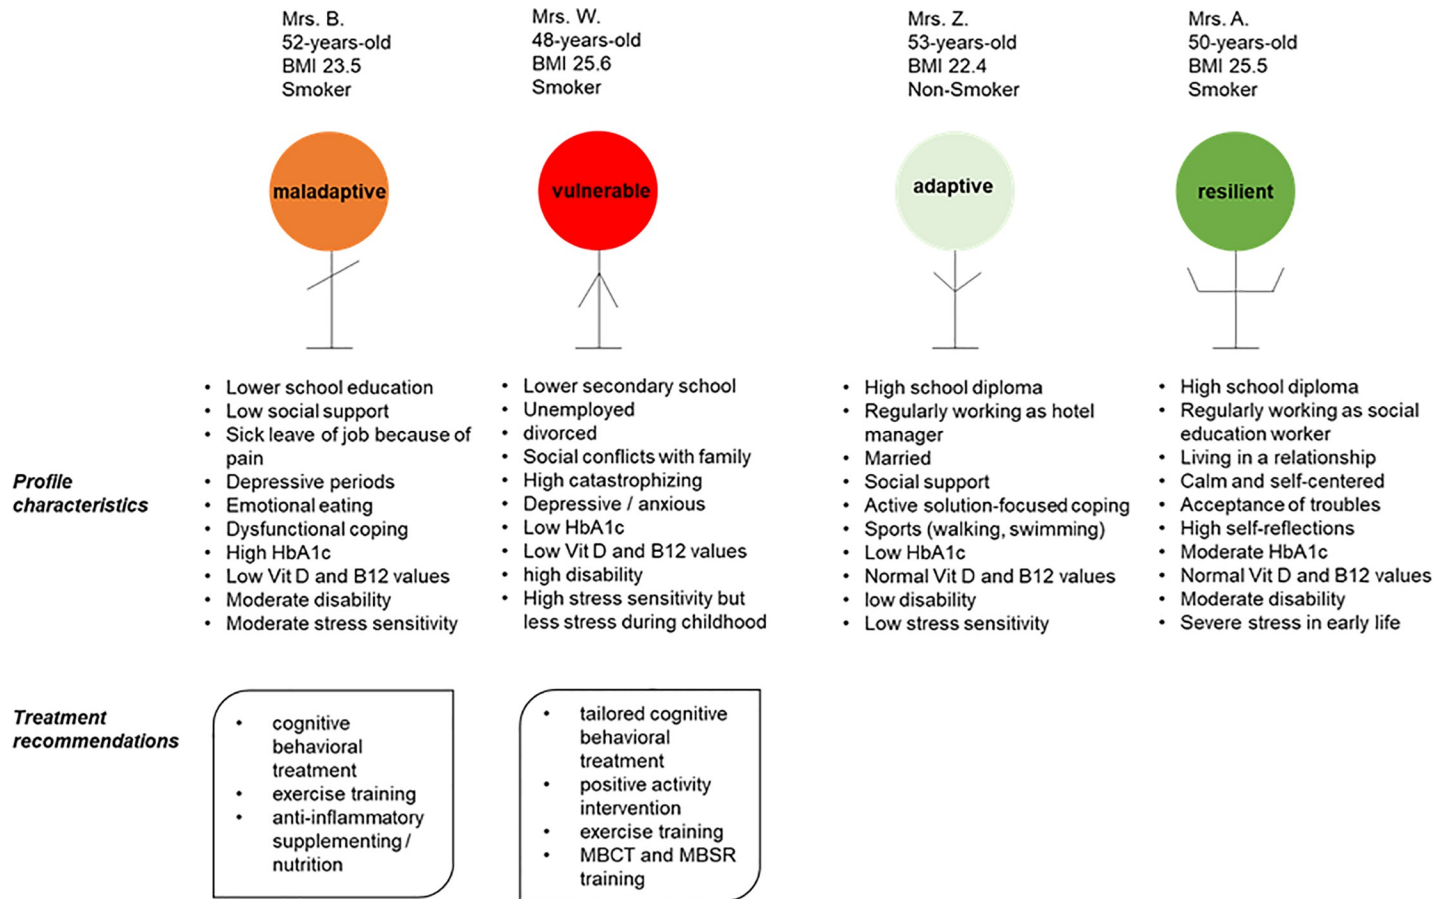 Mrs. B.
52-years-old
BMI 23.5
Smoker
Mrs. W.
48-years-old
BMI 25.6
Smoker
Mrs. Z.
53-years-old
BMI 22.4
Non-Smoker
Mrs. A.
50-years-old
BMI 25.5
Smoker
maladaptive
vulnerable
adaptive
resilient
Profile
characteristics
• Lower school education
• Low social support
• Sick leave of job because of
pain
• Depressive periods
• Emotional eating
• Dysfunctional coping
• High HbA1c
• Low Vit D and B12 values
• Moderate disability
• Moderate stress sensitivity
• Lower secondary school
• Unemployed
• divorced
• Social conflicts with family
• High catastrophizing
• Depressive / anxious
• Low HbA1c
• Low Vit D and B12 values
• high disability
• High stress sensitivity but
less stress during childhood
• High school diploma
• Regularly working as hotel
manager
• Married
• Social support
• Active solution-focused coping
• Sports (walking, swimming)
• Low HbA1c
• Normal Vit D and B12 values
• low disability
• Low stress sensitivity
• High school diploma
• Regularly working as social
education worker
• Living in a relationship
• Calm and self-centered
• Acceptance of troubles
• High self-reflections
• Moderate HbA1c
• Normal Vit D and B12 values
• Moderate disability
• Severe stress in early life
Treatment
recommendations
• cognitive
behavioral
treatment
• exercise training
• anti-inflammatory
supplementing /
nutrition
• tailored cognitive
behavioral
treatment
• positive activity
intervention
• exercise training
• MBCT and MBSR
training